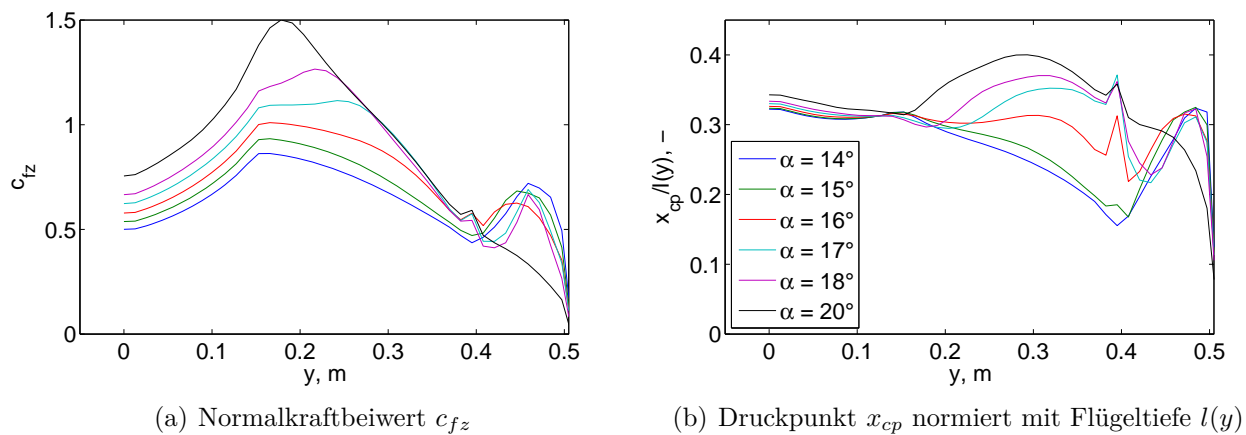 1.5
1
0.5
0
c_fz
0
0.1
0.2
0.3
0.4
0.5
y, m
(a) Normalkraftbeiwert c_fz
0.4
0.3
0.2
0.1
0
x_cp/l(y), –
α = 14°
α = 15°
α = 16°
α = 17°
α = 18°
α = 20°
0
0.1
0.2
0.3
0.4
0.5
y, m
(b) Druckpunkt x_cp normiert mit Flügeltiefe l(y)